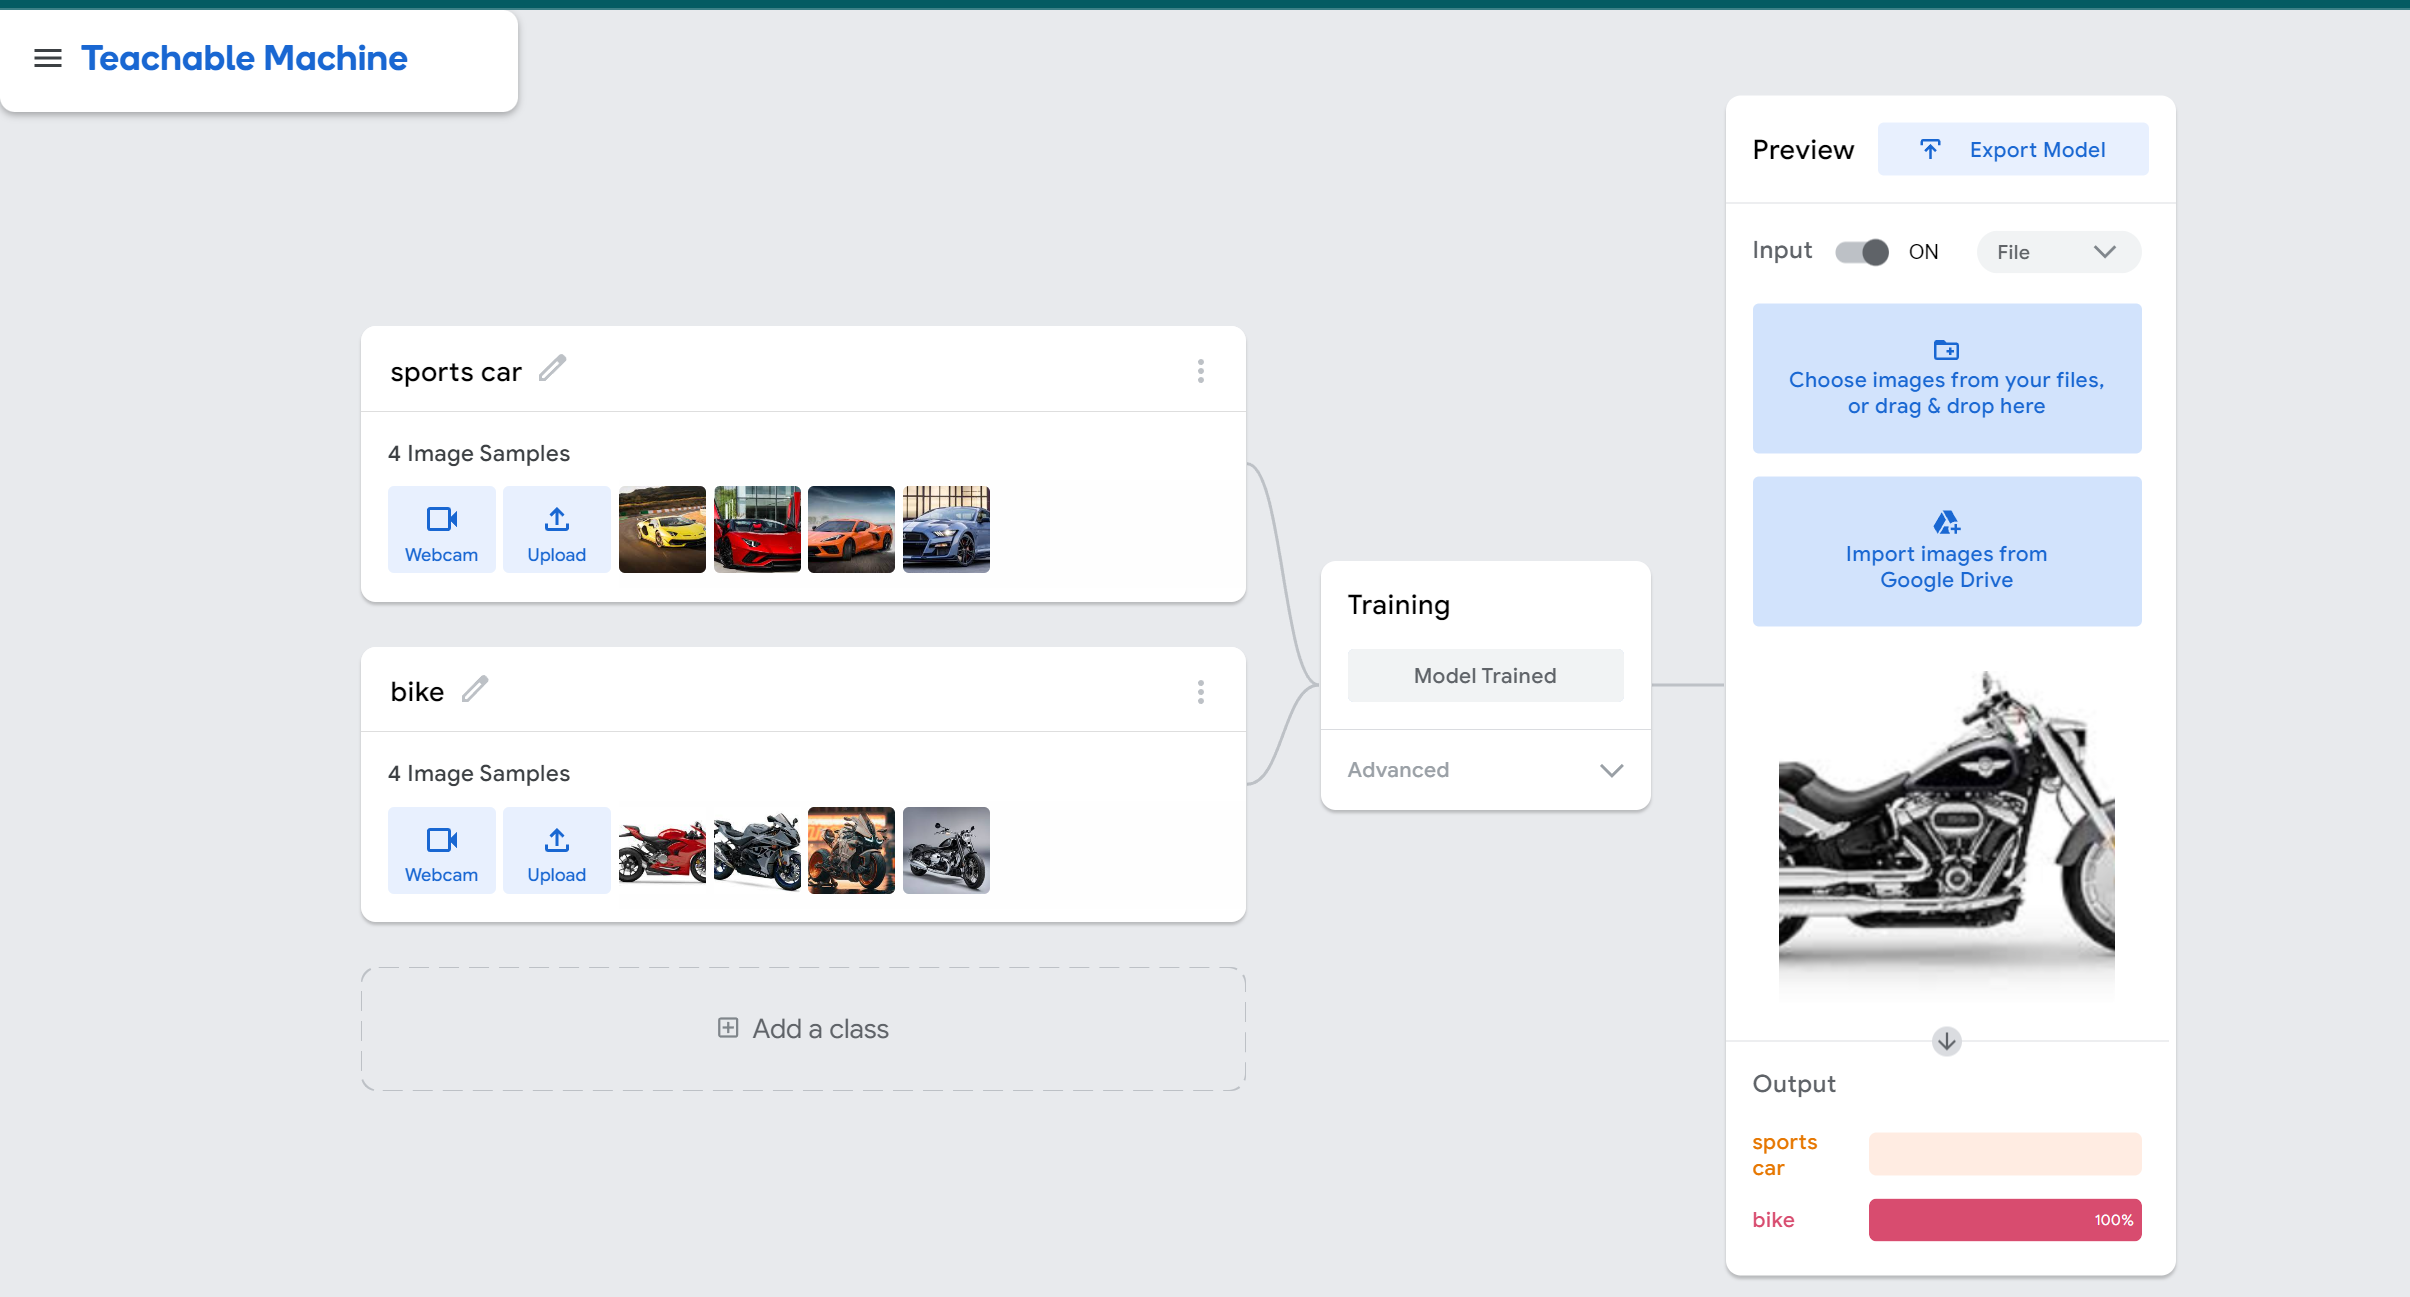 Teachable Machine
sports car
4 Image Samples
Webcam
Upload
bike
4 Image Samples
Webcam
Upload
Add a class
Training
Model Trained
Advanced
Preview
Export Model
Input
ON
File
Choose images from your files,
or drag & drop here
Import images from
Google Drive
Output
sports
car
bike
100%